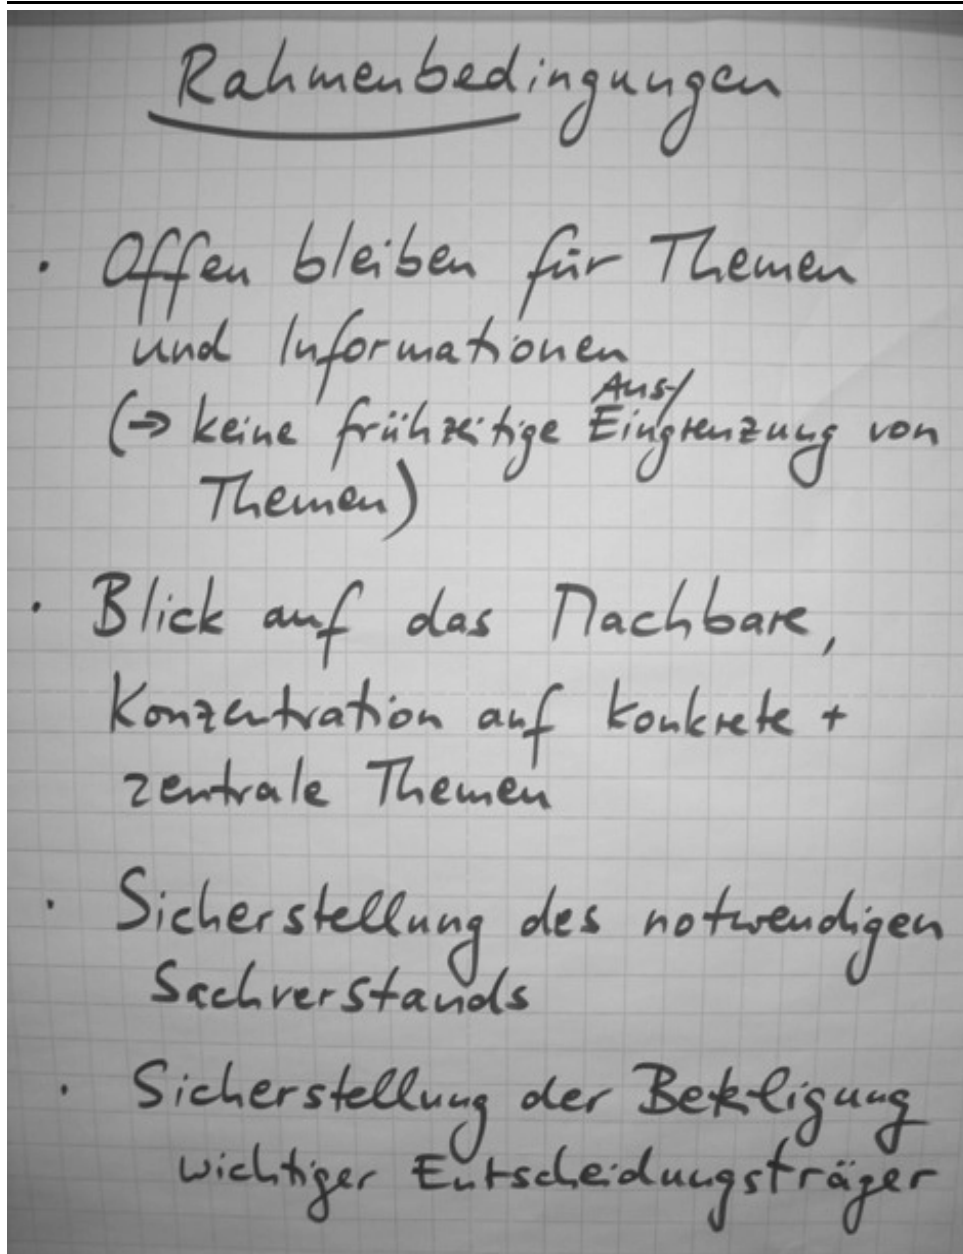 Rahmenbedingungen
· Offen bleiben für Themen
und Informationen
(⇒ keine frühzeitige Aus-/Eingrenzung von
Themen)
· Blick auf das Machbare,
Konzentration auf konkrete +
zentrale Themen
· Sicherstellung des notwendigen
Sachverstands
· Sicherstellung der Beteiligung
wichtiger Entscheidungsträger